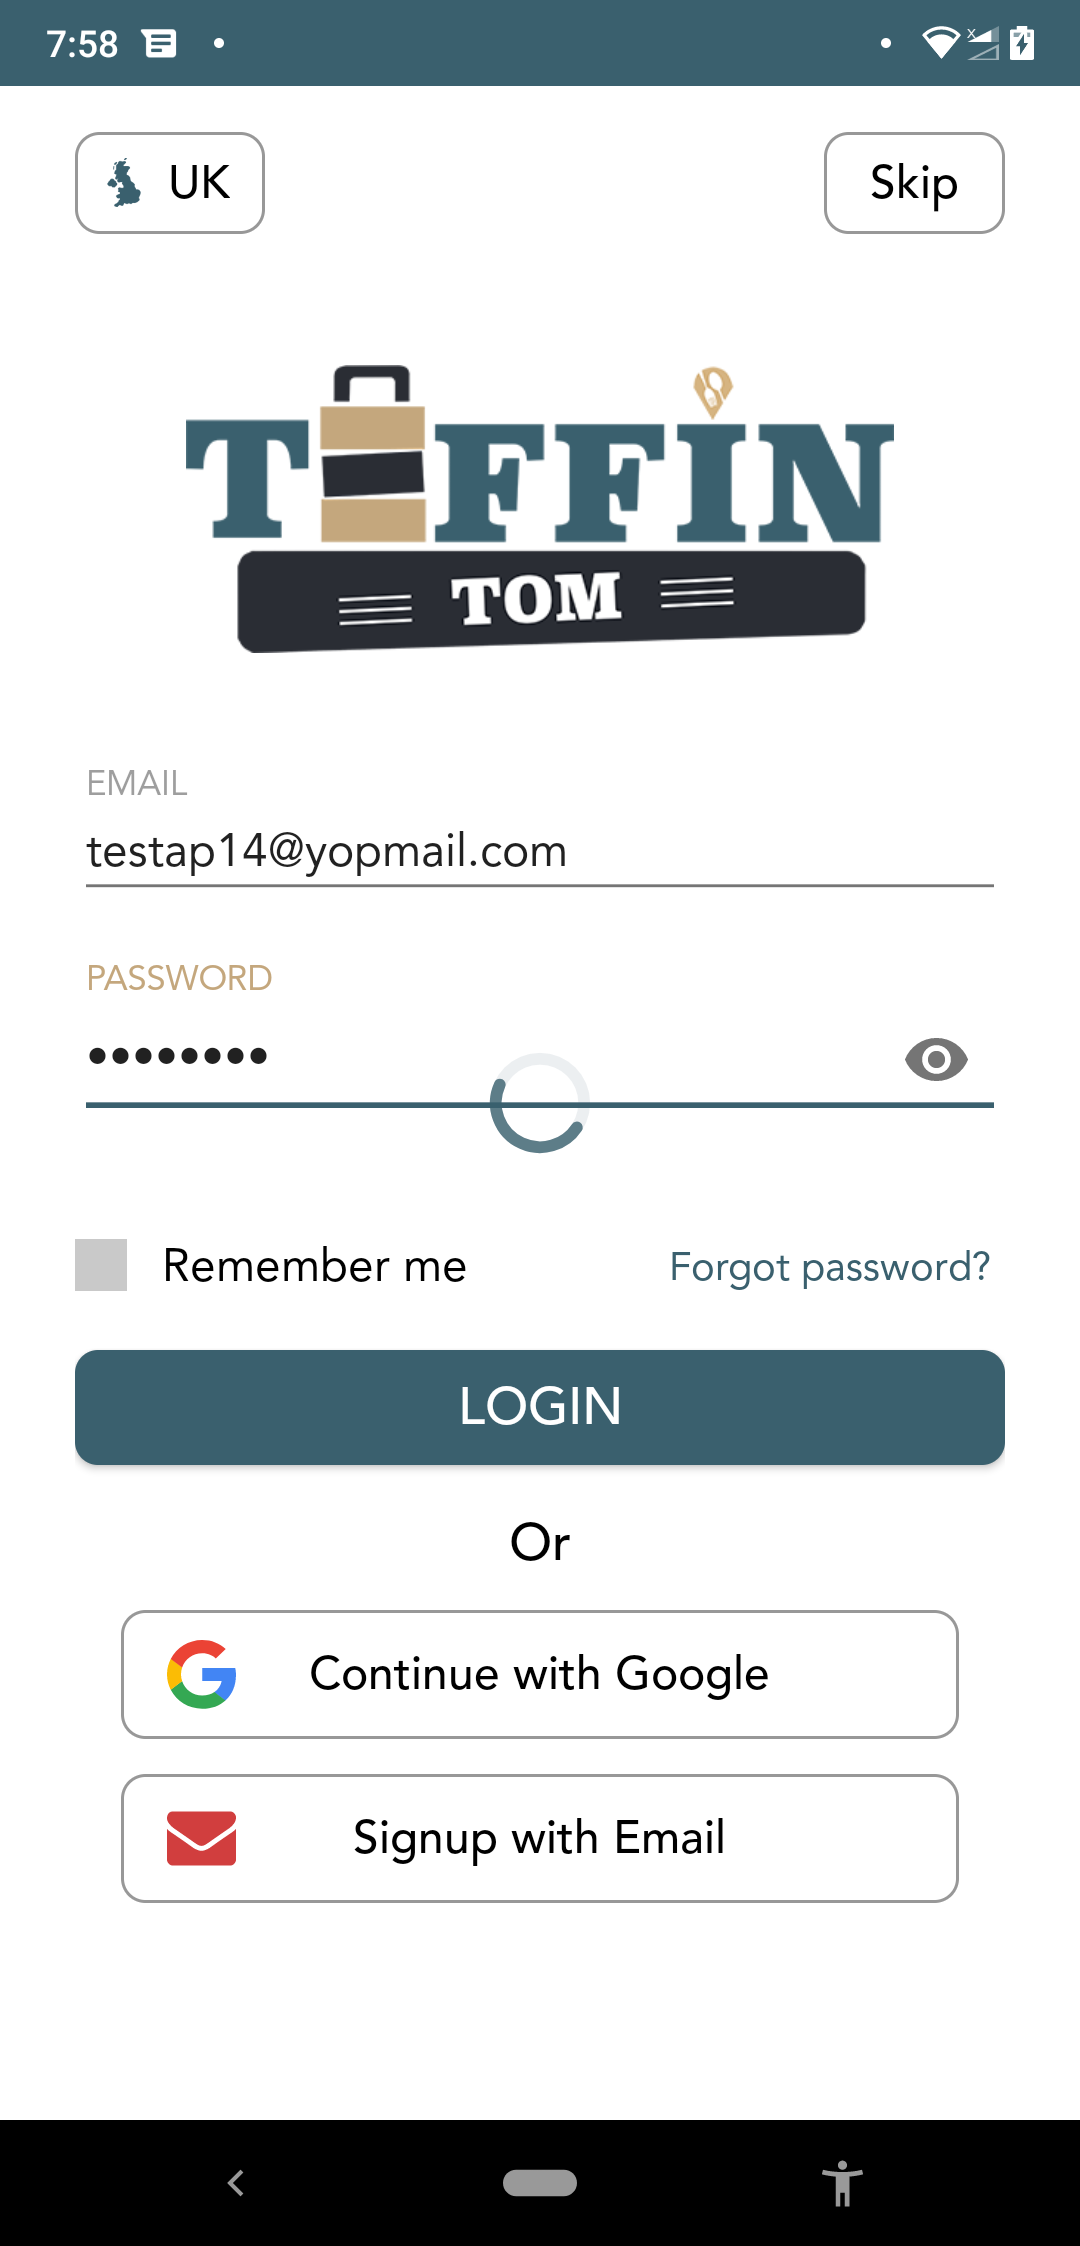 7:58
UK
Skip
TIFFIN
TOM
EMAIL
testap14@yopmail.com
PASSWORD
••••••••
Remember me
Forgot password?
LOGIN
Or
Continue with Google
Signup with Email